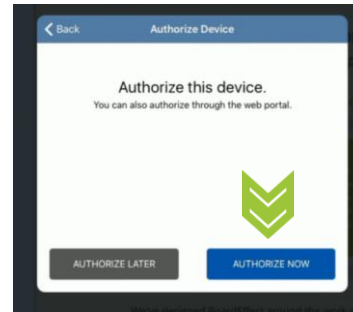 Back
Authorize Device
Authorize this device.
You can also authorize through the web portal.
AUTHORIZE LATER
AUTHORIZE NOW